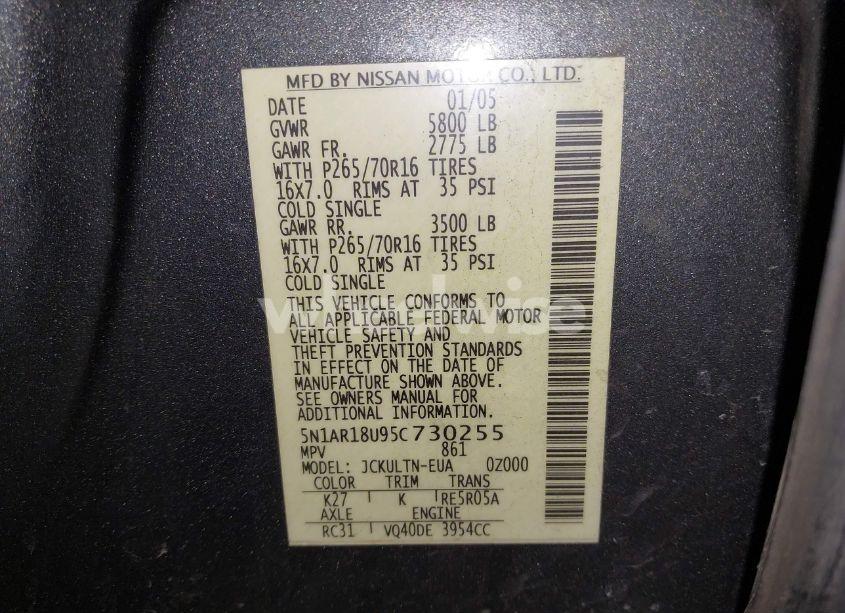 MFD BY NISSAN MOTOR CO., LTD.
DATE 01/05
GVWR 5800 LB
GAWR FR. 2775 LB
WITH P265/70R16 TIRES
16X7.0 RIMS AT 35 PSI
COLD SINGLE
GAWR RR. 3500 LB
WITH P265/70R16 TIRES
16X7.0 RIMS AT 35 PSI
COLD SINGLE
THIS VEHICLE CONFORMS TO
ALL APPLICABLE FEDERAL MOTOR
VEHICLE SAFETY AND
THEFT PREVENTION STANDARDS
IN EFFECT ON THE DATE OF
MANUFACTURE SHOWN ABOVE.
SEE OWNERS MANUAL FOR
ADDITIONAL INFORMATION.
5N1AR18U95C730255
MPV 861
MODEL: JCKULTN-EUA 0Z000
COLOR TRIM TRANS
K27 K RE5R05A
AXLE ENGINE
RC31 VQ40DE 3954CC
wheelwise